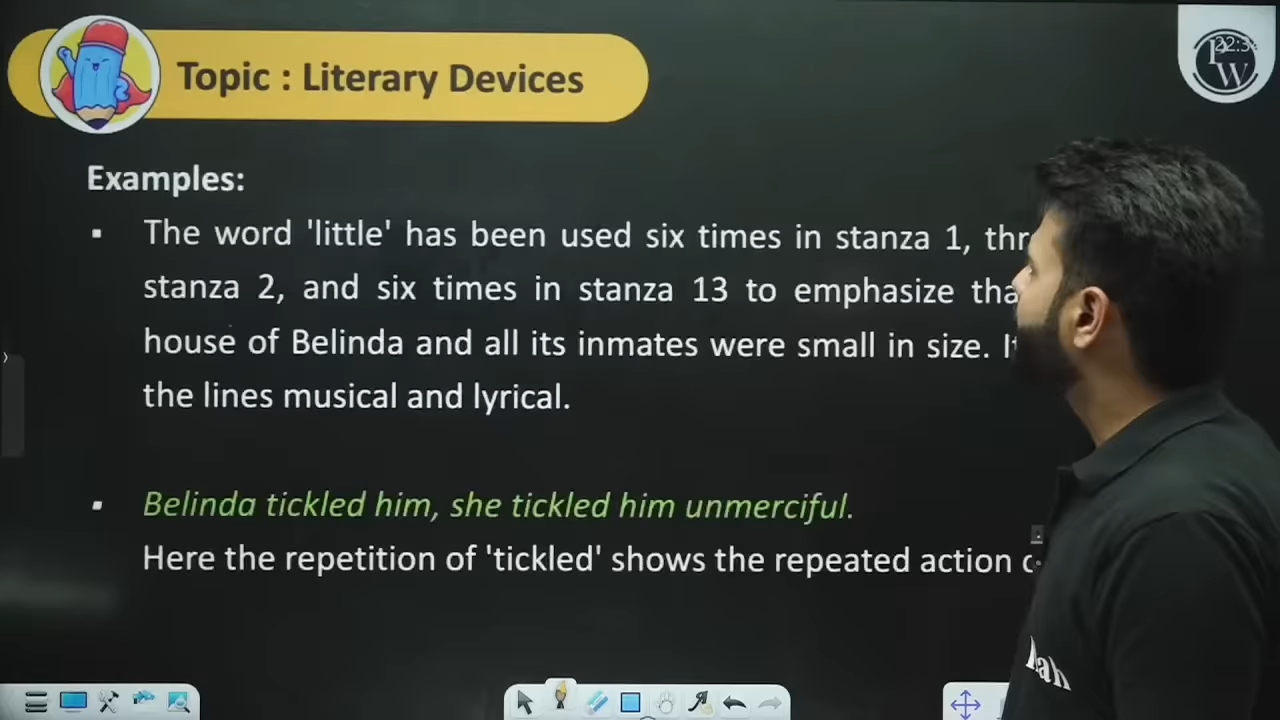 Topic : Literary Devices
Examples:
▪ The word 'little' has been used six times in stanza 1,
stanza 2, and six times in stanza 13 to emphasize
house of Belinda and all its inmates were small in size.
the lines musical and lyrical.
▪ Belinda tickled him, she tickled him unmerciful.
Here the repetition of 'tickled' shows the repeated action
PW